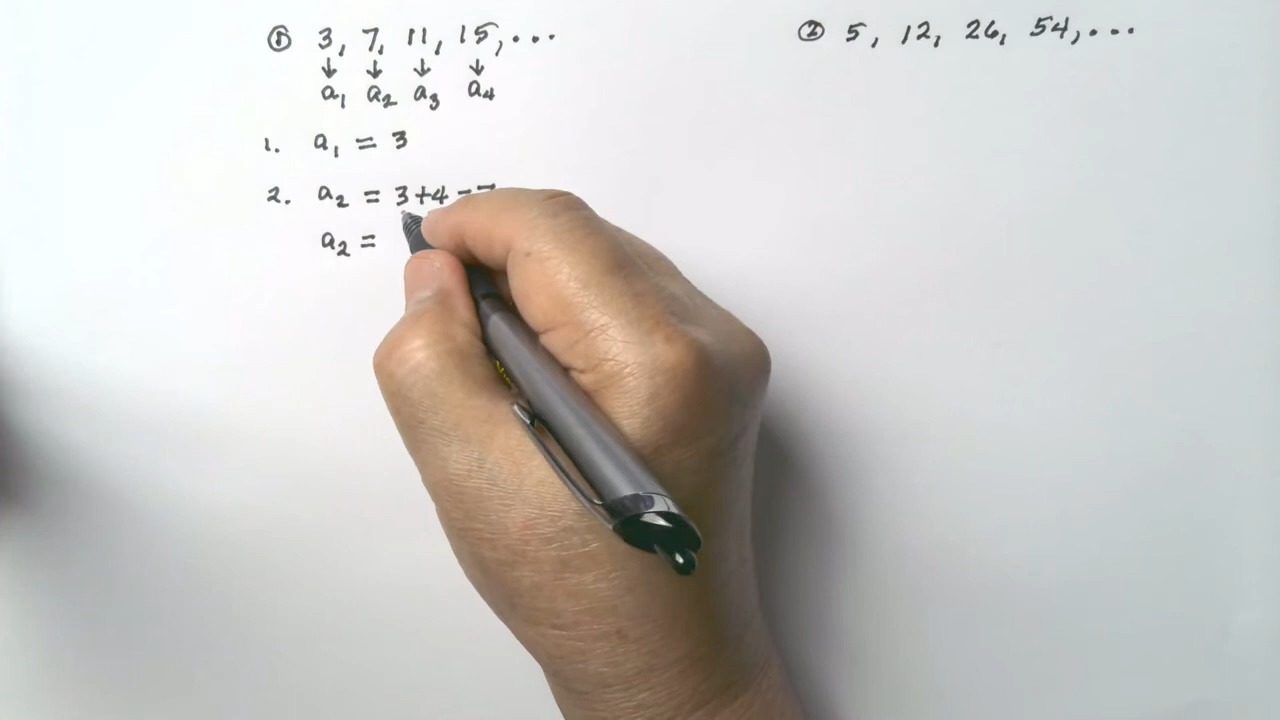 ① 3, 7, 11, 15, ...
↓ ↓ ↓ ↓
a₁ a₂ a₃ a₄
1. a₁ = 3
2. a₂ = 3+4 = 7
a₂ =
② 5, 12, 26, 54, ...